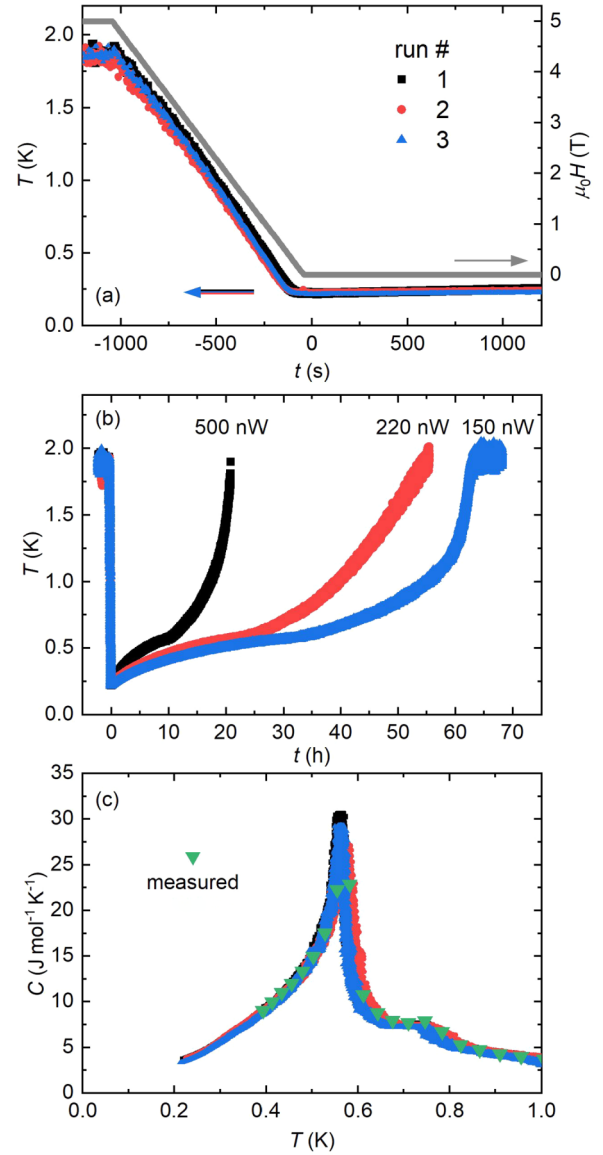 2.0
1.5
1.0
0.5
0.0
T (K)
(a)
run #
1
2
3
5
4
3
2
1
0
μ₀H (T)
-1000 -500 0 500 1000
t (s)
(b)
500 nW 220 nW 150 nW
2.0
1.5
1.0
0.5
0.0
T (K)
0 10 20 30 40 50 60 70
t (h)
(c)
measured
35
30
25
20
15
10
5
0
C (J mol⁻¹ K⁻¹)
0.0 0.2 0.4 0.6 0.8 1.0
T (K)